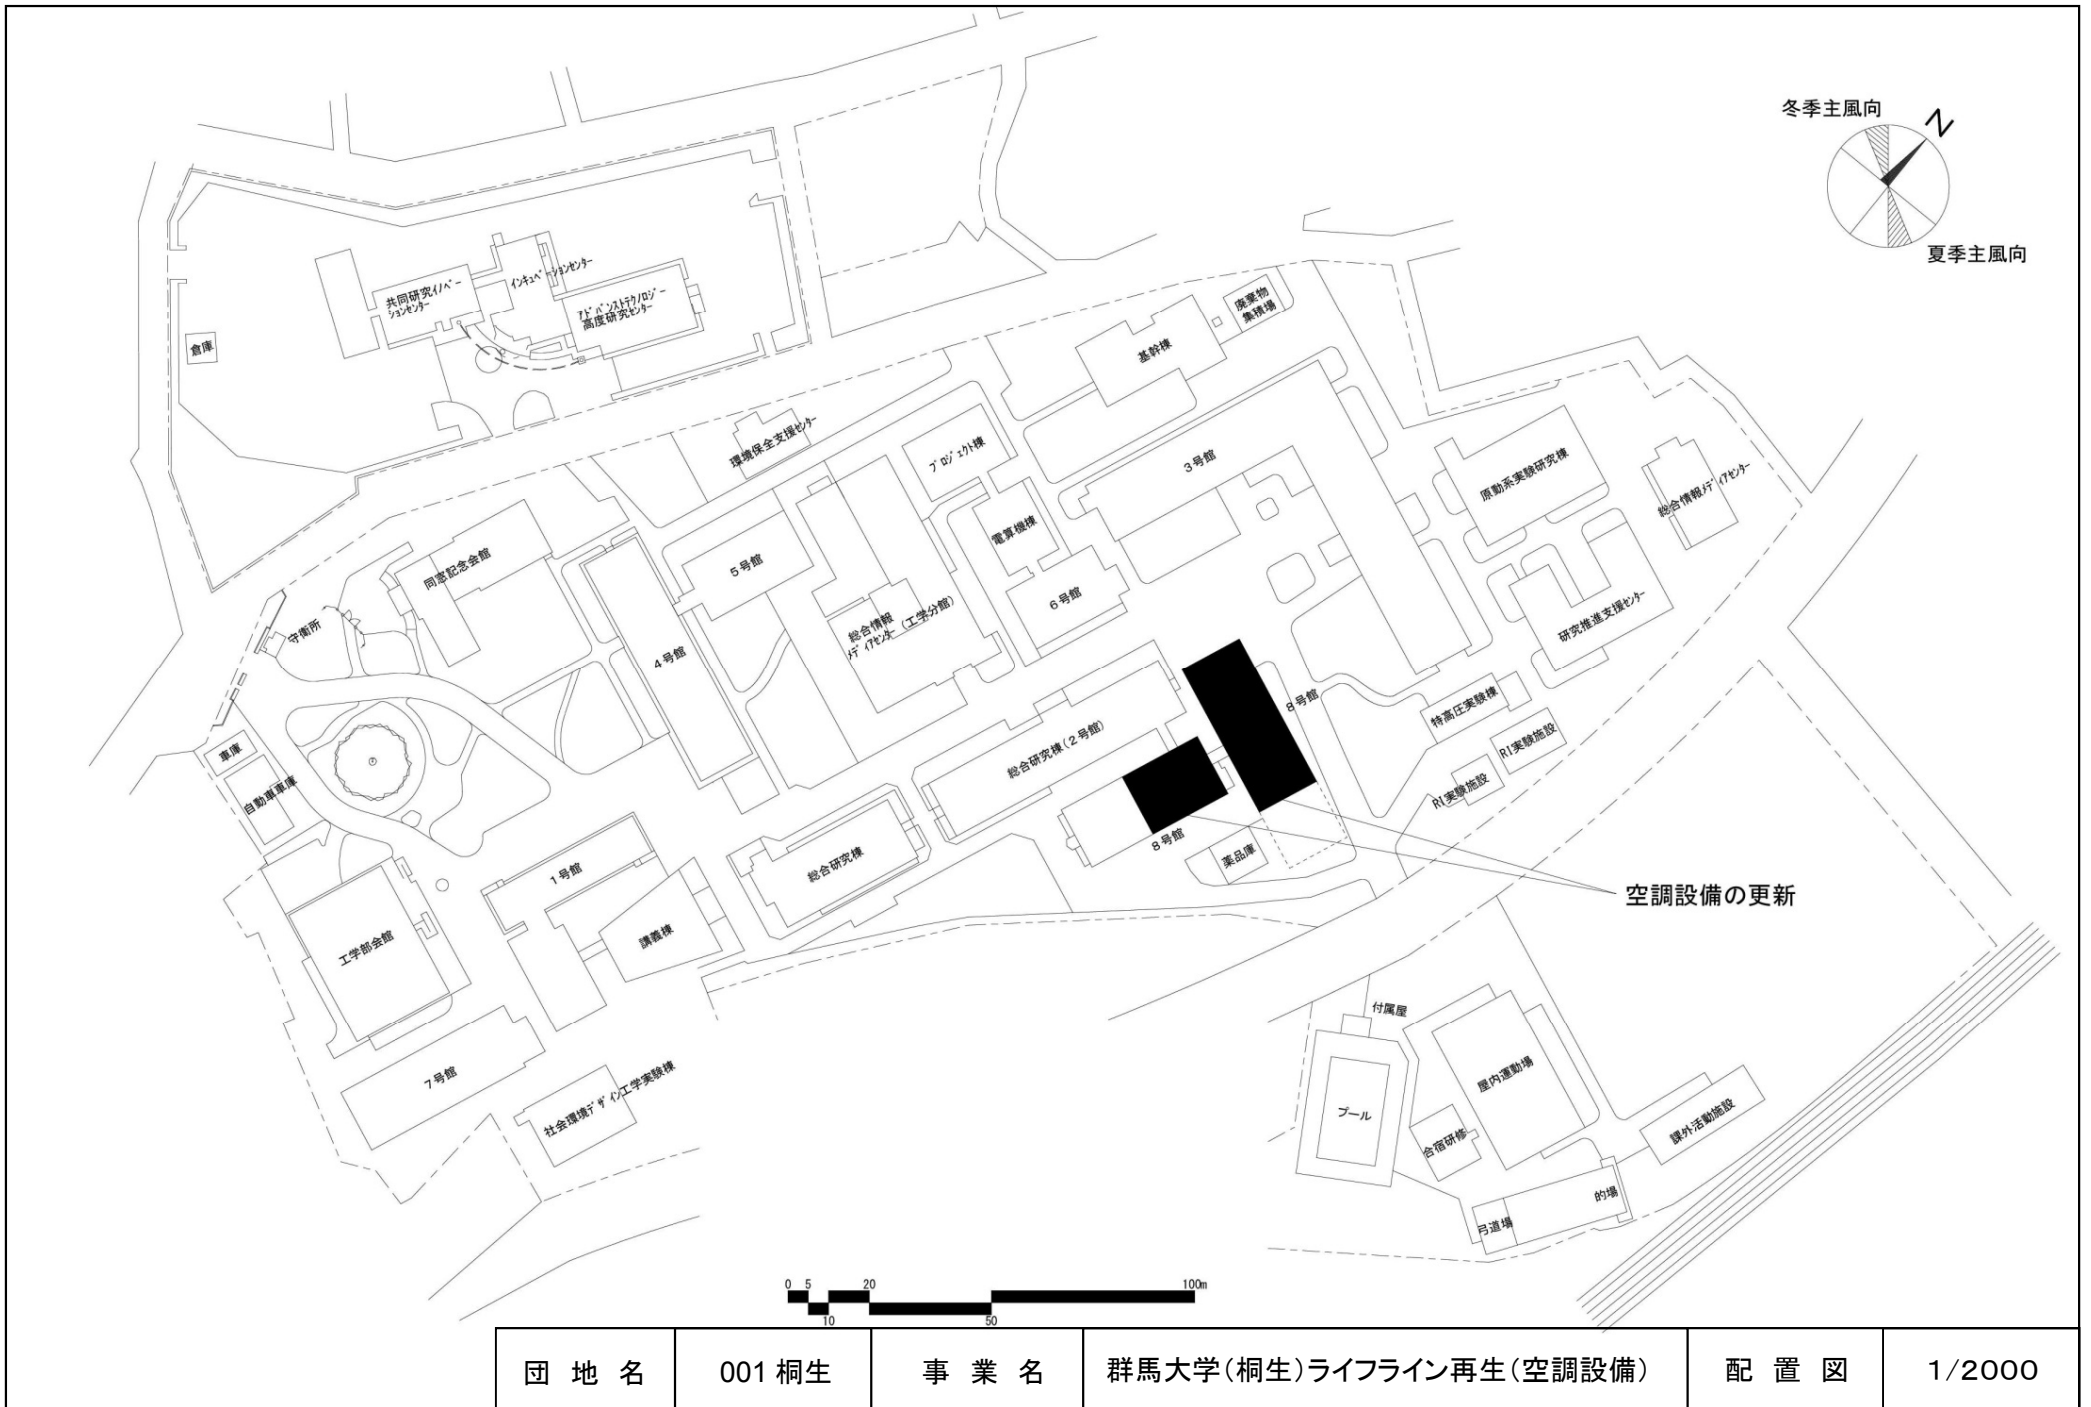 冬季主風向
N
夏季主風向
共同研究イノベー
ションセンター
インキュベーションセンター
アドバンストテクノロジー
高度研究センター
倉庫
廃棄物
集積場
基幹棟
環境保全支援センター
プロジェクト棟
3号館
原動系実験研究棟
総合情報メディアセンター
電算機棟
同窓記念会館
5号館
6号館
総合情報
メディアセンター(工学分館)
研究推進支援センター
守衛所
4号館
8号館
特高圧実験棟
RI実験施設
RI実験施設
総合研究棟(2号館)
車庫
自動車車庫
8号館
薬品庫
空調設備の更新
1号館
総合研究棟
講義棟
工学部会館
7号館
社会環境デザイン工学実験棟
付属屋
屋内運動場
プール
合宿研修
課外活動施設
的場
弓道場
0 5 20 100m
10 50
団地名 001 桐生 事業名 群馬大学(桐生)ライフライン再生(空調設備) 配置図 1/2000